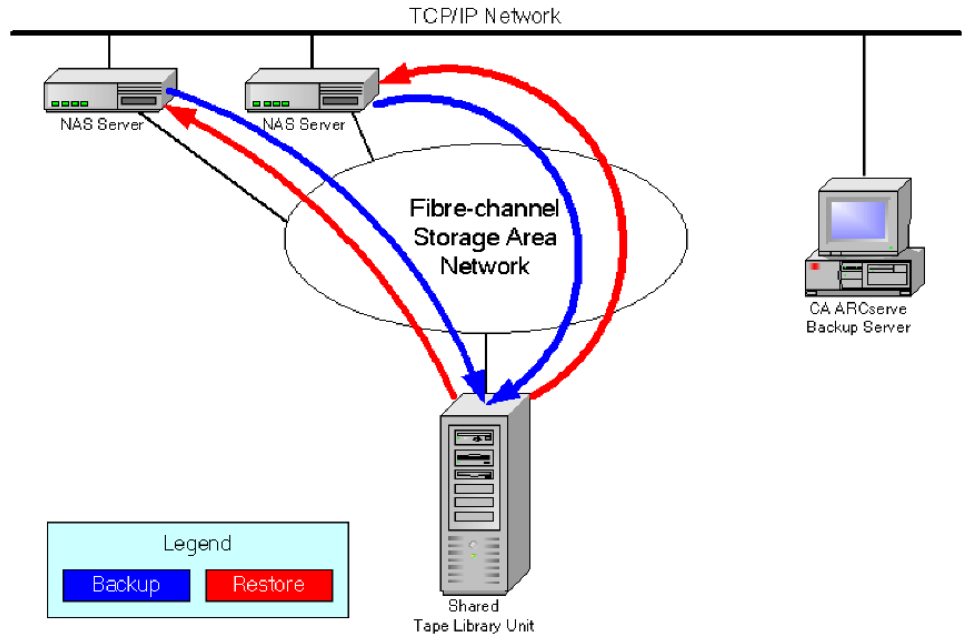 TCP/IP Network
NAS Server
NAS Server
Fibre-channel
Storage Area
Network
CA ARCserve
Backup Server
Legend
Backup
Restore
Shared
Tape Library Unit